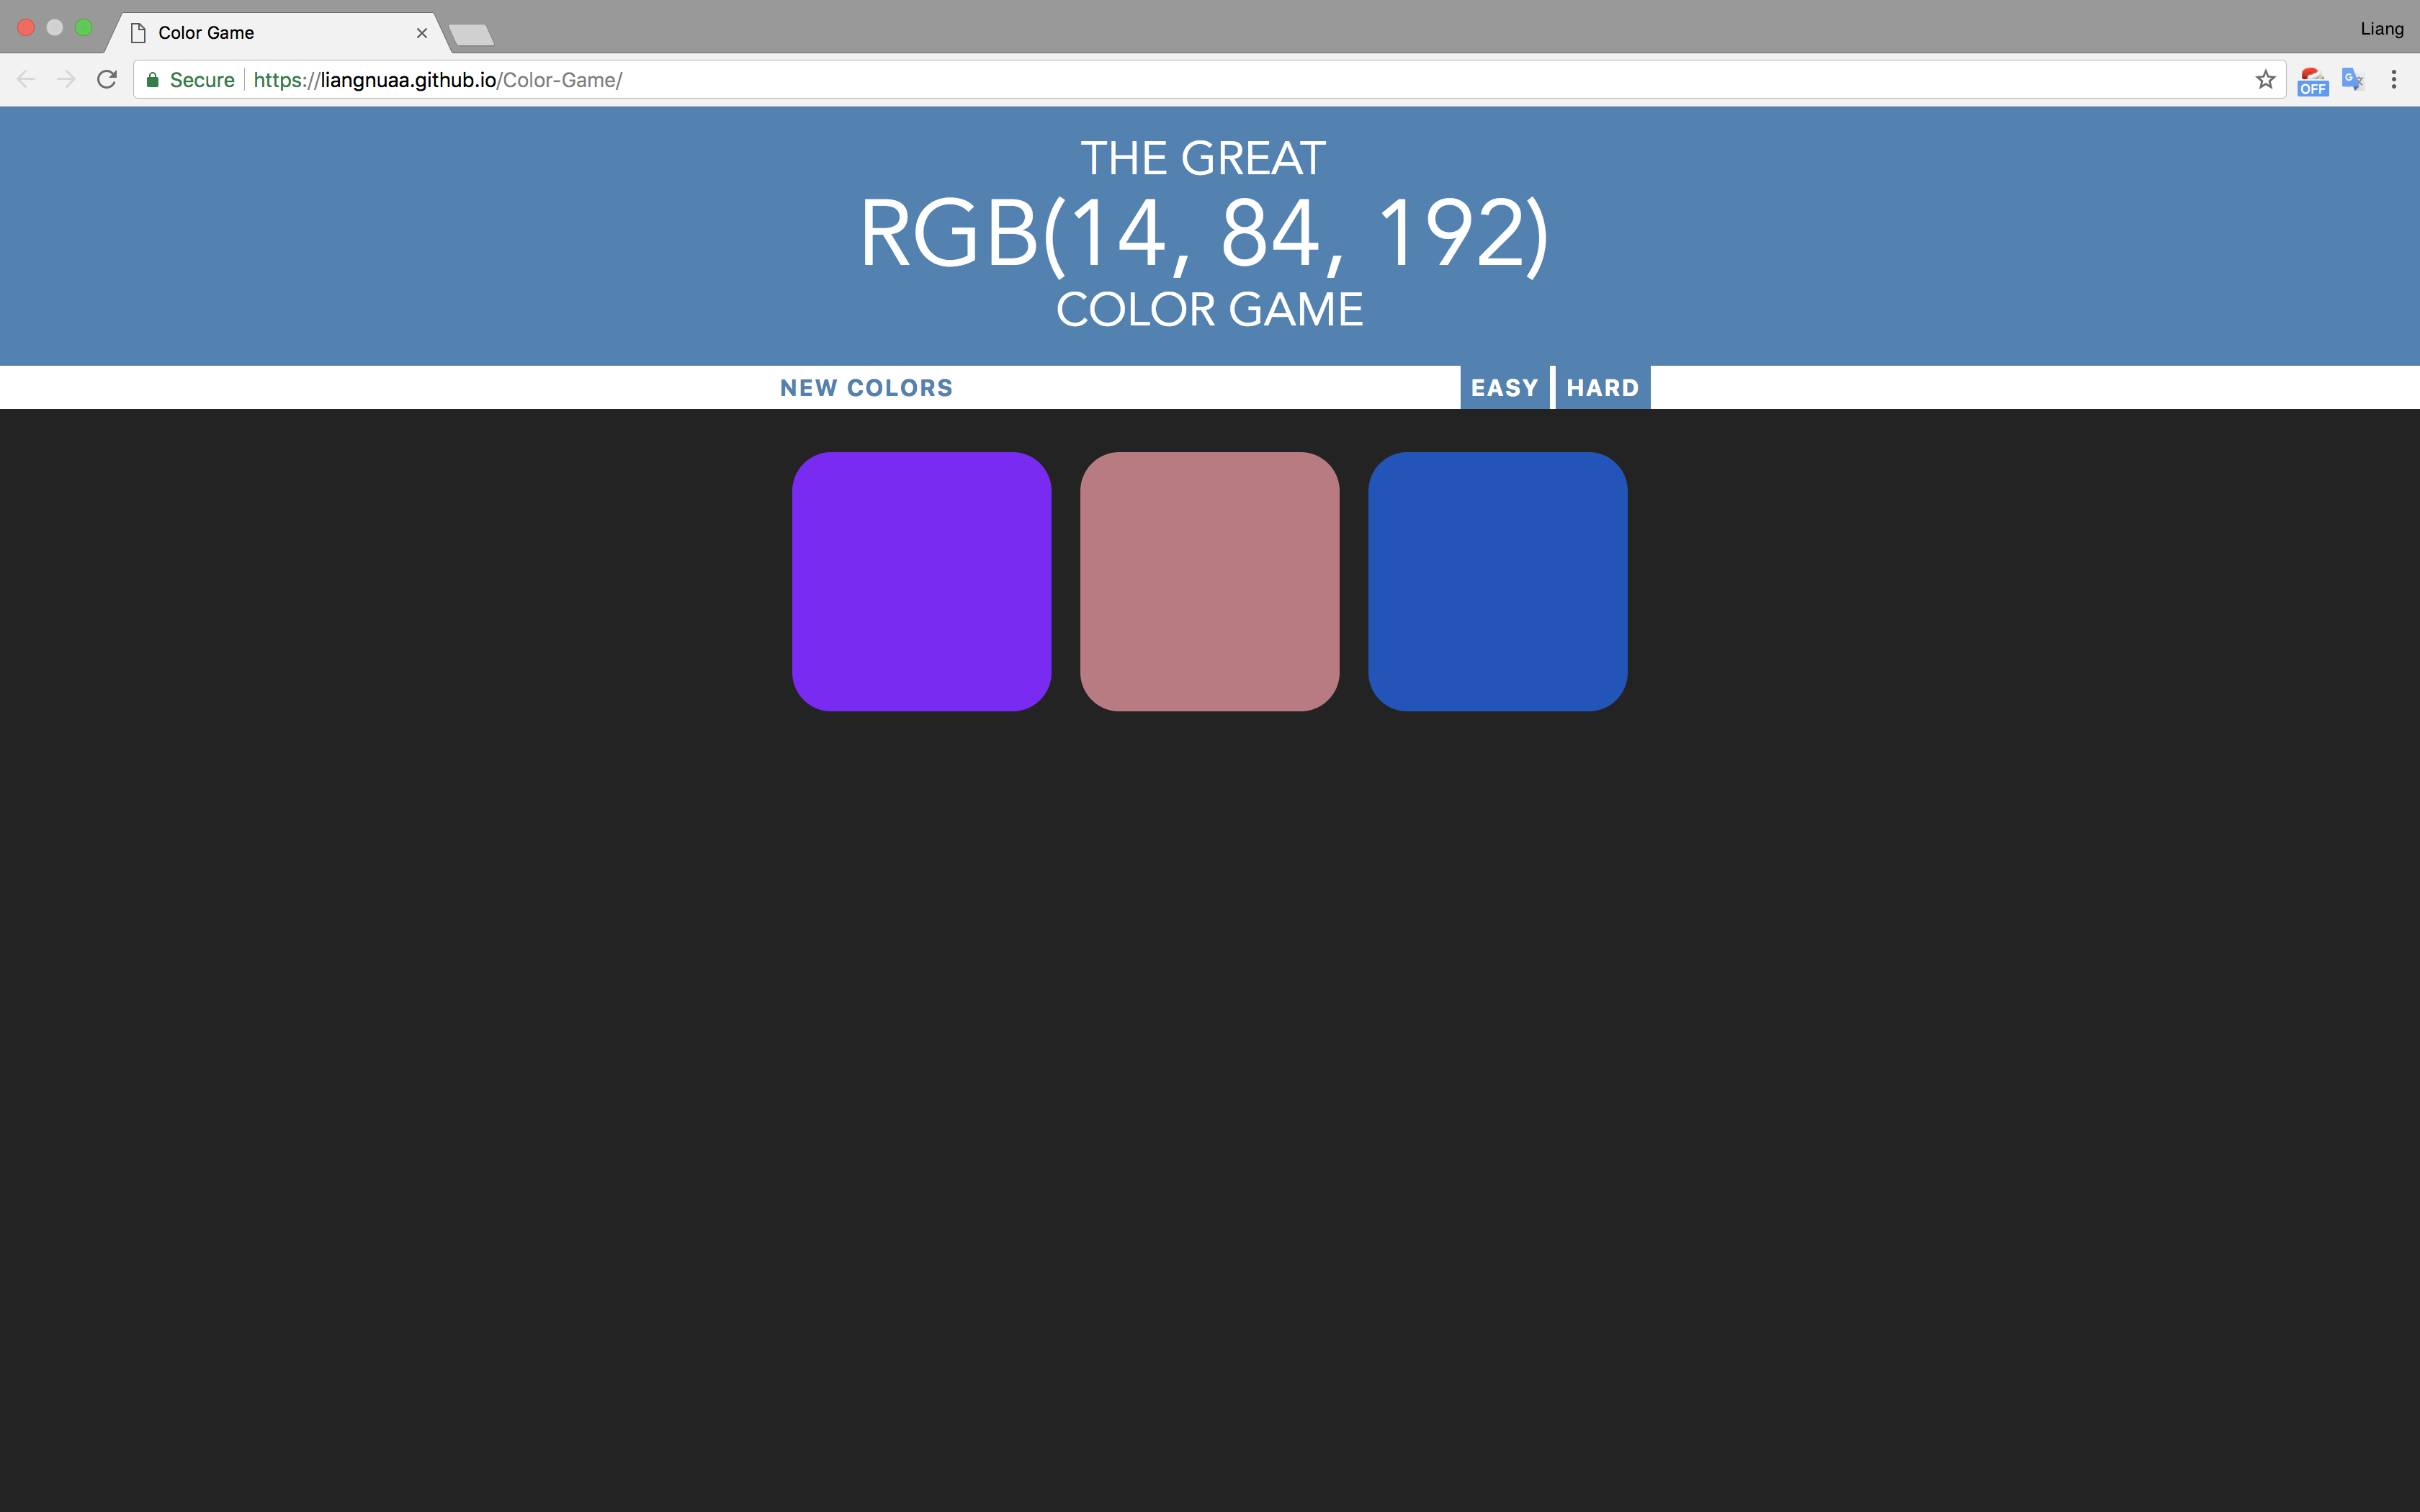 Color Game
Liang
Secure https://liangnuaa.github.io/Color-Game/
OFF
G
THE GREAT
RGB(14, 84, 192)
COLOR GAME
NEW COLORS EASY HARD